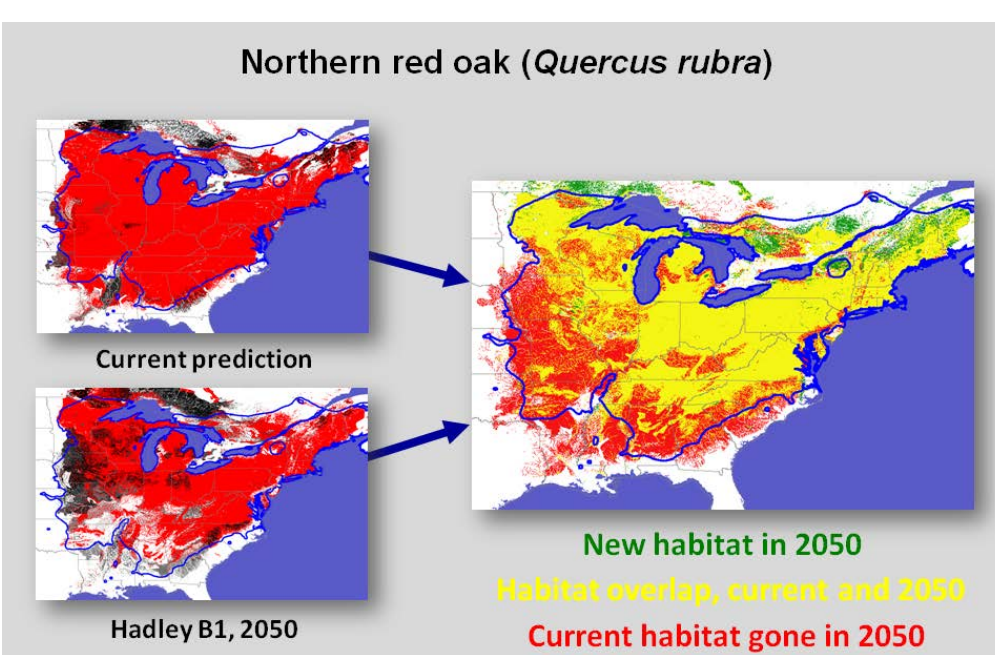 Northern red oak (Quercus rubra)
Current prediction
Hadley B1, 2050
New habitat in 2050
Habitat overlap, current and 2050
Current habitat gone in 2050